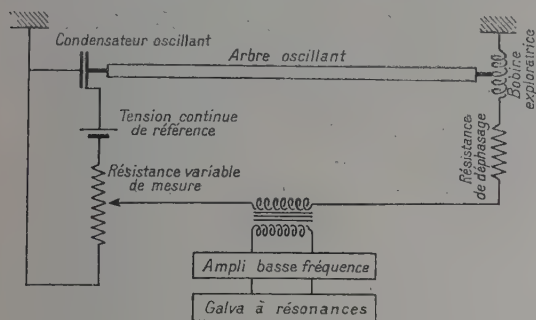 Condensateur oscillant
Arbre oscillant
Bobine
exploratrice
Tension continue
de référence
Résistance variable
de mesure
Résistance
de déphasage
Ampli basse fréquence
Galva à résonances